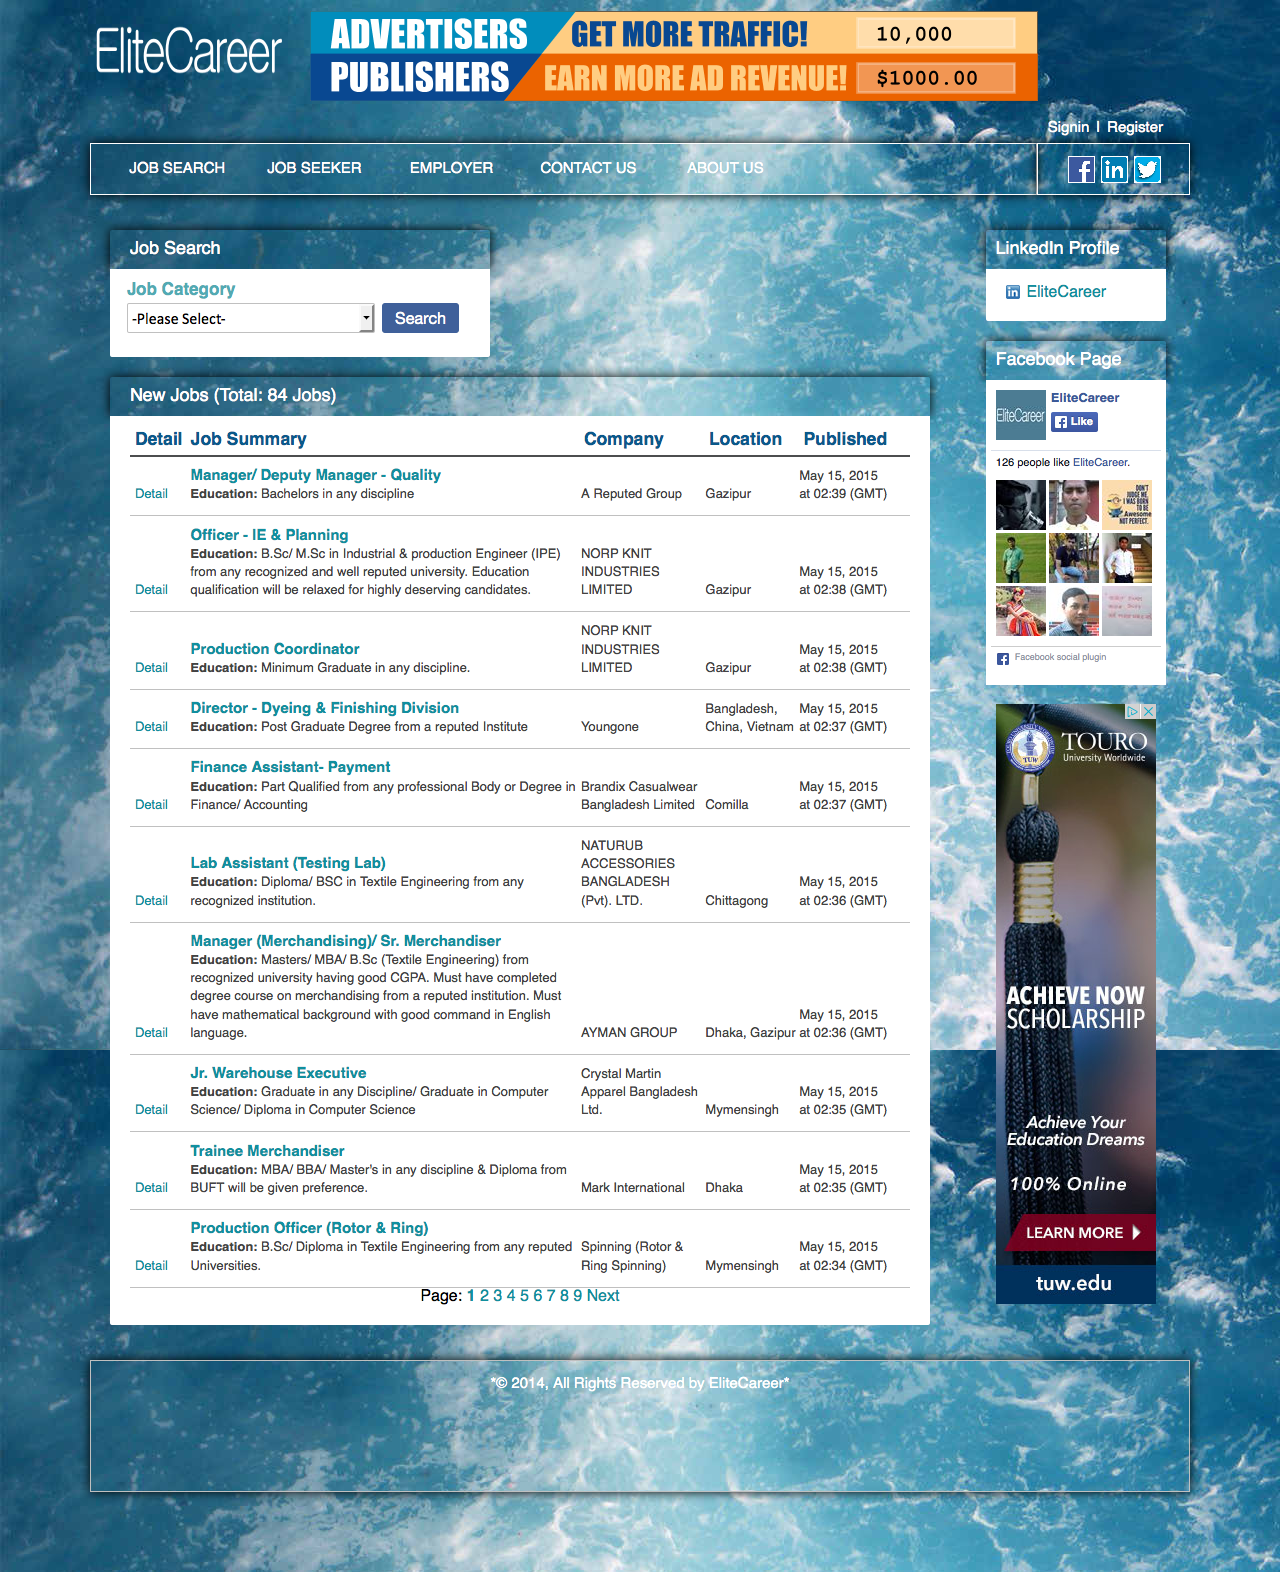 EliteCareer
ADVERTISERS GET MORE TRAFFIC! 10,000
PUBLISHERS EARN MORE AD REVENUE! $1000.00
Signin | Register
JOB SEARCH JOB SEEKER EMPLOYER CONTACT US ABOUT US
Job Search
Job Category
-Please Select- Search
LinkedIn Profile
EliteCareer
Facebook Page
EliteCareer
EliteCareer
Like
126 people like EliteCareer.
DON'T
JUDGE ME,
I WAS BORN
TO BE
Awesome
NOT PERFECT.
Facebook social plugin
New Jobs (Total: 84 Jobs)
Detail Job Summary Company Location Published
Manager/ Deputy Manager - Quality May 15, 2015
Detail Education: Bachelors in any discipline A Reputed Group Gazipur at 02:39 (GMT)
Officer - IE & Planning
Education: B.Sc/ M.Sc in Industrial & production Engineer (IPE) NORP KNIT
from any recognized and well reputed university. Education INDUSTRIES May 15, 2015
Detail qualification will be relaxed for highly deserving candidates. LIMITED Gazipur at 02:38 (GMT)
NORP KNIT
Production Coordinator INDUSTRIES May 15, 2015
Detail Education: Minimum Graduate in any discipline. LIMITED Gazipur at 02:38 (GMT)
Director - Dyeing & Finishing Division Bangladesh, May 15, 2015
Detail Education: Post Graduate Degree from a reputed Institute Youngone China, Vietnam at 02:37 (GMT)
Finance Assistant- Payment
Education: Part Qualified from any professional Body or Degree in Brandix Casualwear May 15, 2015
Detail Finance/ Accounting Bangladesh Limited Comilla at 02:37 (GMT)
NATURUB
Lab Assistant (Testing Lab) ACCESSORIES
Education: Diploma/ BSC in Textile Engineering from any BANGLADESH May 15, 2015
Detail recognized institution. (Pvt). LTD. Chittagong at 02:36 (GMT)
Manager (Merchandising)/ Sr. Merchandiser
Education: Masters/ MBA/ B.Sc (Textile Engineering) from
recognized university having good CGPA. Must have completed
degree course on merchandising from a reputed institution. Must
have mathematical background with good command in English May 15, 2015
Detail language. AYMAN GROUP Dhaka, Gazipur at 02:36 (GMT)
Jr. Warehouse Executive Crystal Martin
Education: Graduate in any Discipline/ Graduate in Computer Apparel Bangladesh May 15, 2015
Detail Science/ Diploma in Computer Science Ltd. Mymensingh at 02:35 (GMT)
Trainee Merchandiser
Education: MBA/ BBA/ Master's in any discipline & Diploma from May 15, 2015
Detail BUFT will be given preference. Mark International Dhaka at 02:35 (GMT)
Production Officer (Rotor & Ring)
Education: B.Sc/ Diploma in Textile Engineering from any reputed Spinning (Rotor & May 15, 2015
Detail Universities. Ring Spinning) Mymensingh at 02:34 (GMT)
Page: 1 2 3 4 5 6 7 8 9 Next
TUW
TOURO
University Worldwide
ACHIEVE NOW
SCHOLARSHIP
Achieve Your
Education Dreams
100% Online
LEARN MORE
tuw.edu
*© 2014, All Rights Reserved by EliteCareer*